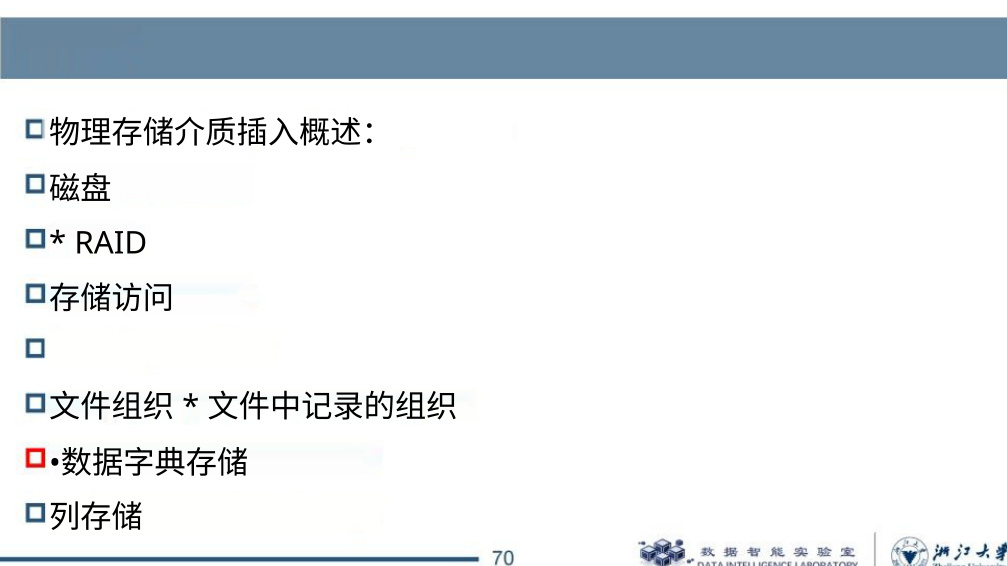 物理存储介质插入概述：
磁盘
* RAID
存储访问
文件组织 * 文件中记录的组织
•数据字典存储
列存储
70
数据智能实验室
DATA INTELLIGENCE LABORATORY
浙江大学